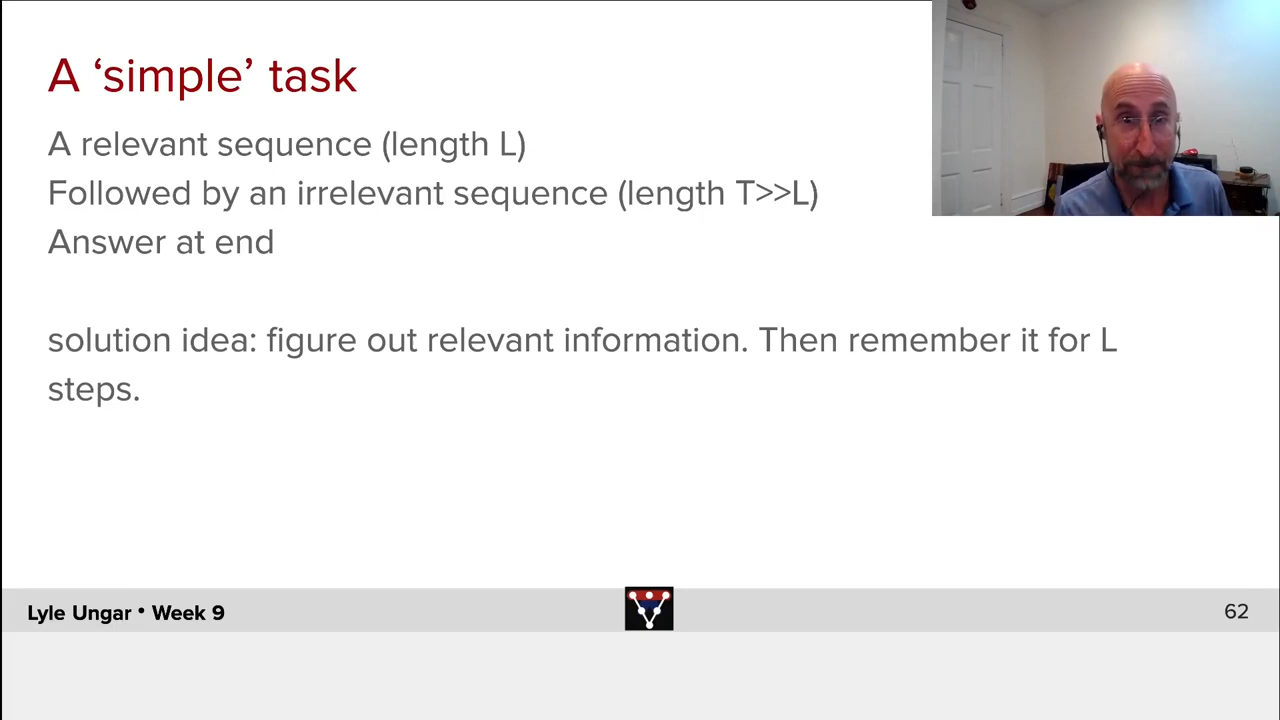 A ‘simple’ task
A relevant sequence (length L)
Followed by an irrelevant sequence (length T>>L)
Answer at end
solution idea: figure out relevant information. Then remember it for L
steps.
Lyle Ungar • Week 9
62